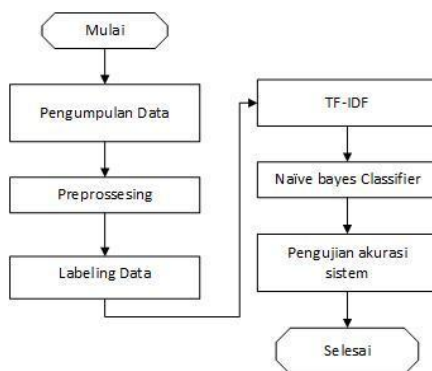 Mulai
Pengumpulan Data
Preprossesing
Labeling Data
TF-IDF
Naïve bayes Classifier
Pengujian akurasi
sistem
Selesai